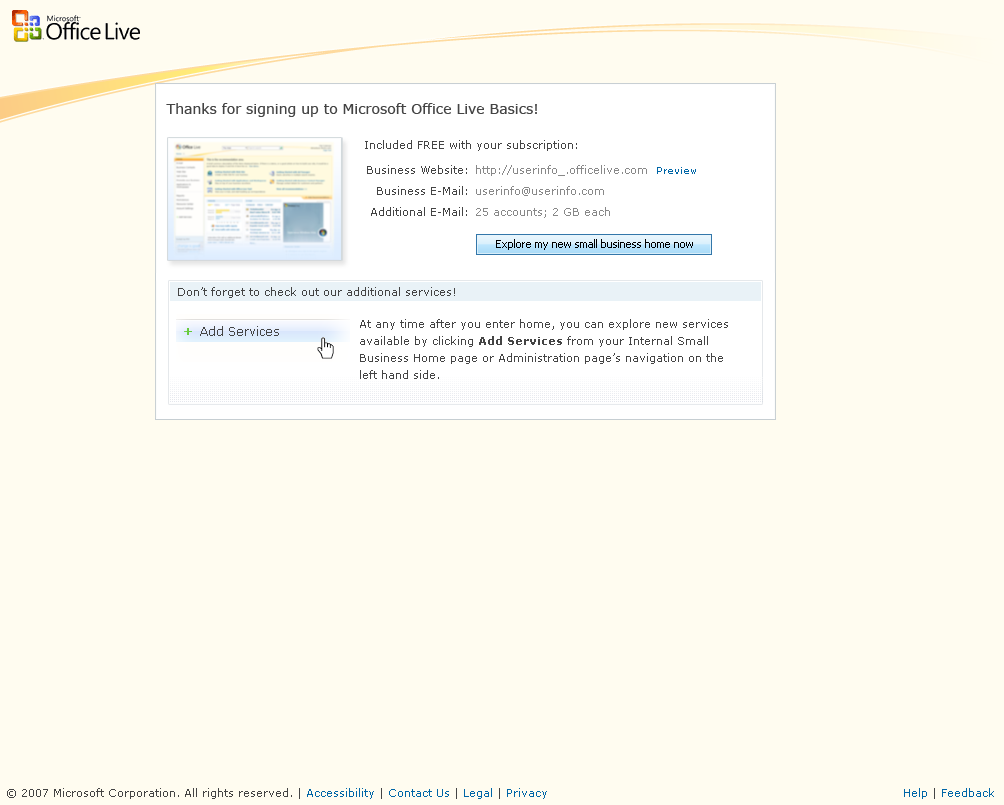 Microsoft®
Office Live
Thanks for signing up to Microsoft Office Live Basics!
Included FREE with your subscription:
Business Website: http://userinfo_.officelive.com Preview
Business E-Mail: userinfo@userinfo.com
Additional E-Mail: 25 accounts; 2 GB each
Explore my new small business home now
Don't forget to check out our additional services!
+ Add Services
At any time after you enter home, you can explore new services
available by clicking Add Services from your Internal Small
Business Home page or Administration page's navigation on the
left hand side.
© 2007 Microsoft Corporation. All rights reserved. | Accessibility | Contact Us | Legal | Privacy
Help | Feedback